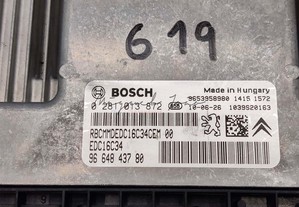 619
BOSCH
Made in Hungary
9653958980 1415 1572
0 281 013 872 10-06-26 1039S20163
RBCMMDEDC16C34CEM 00
EDC16C34
96 648 437 80